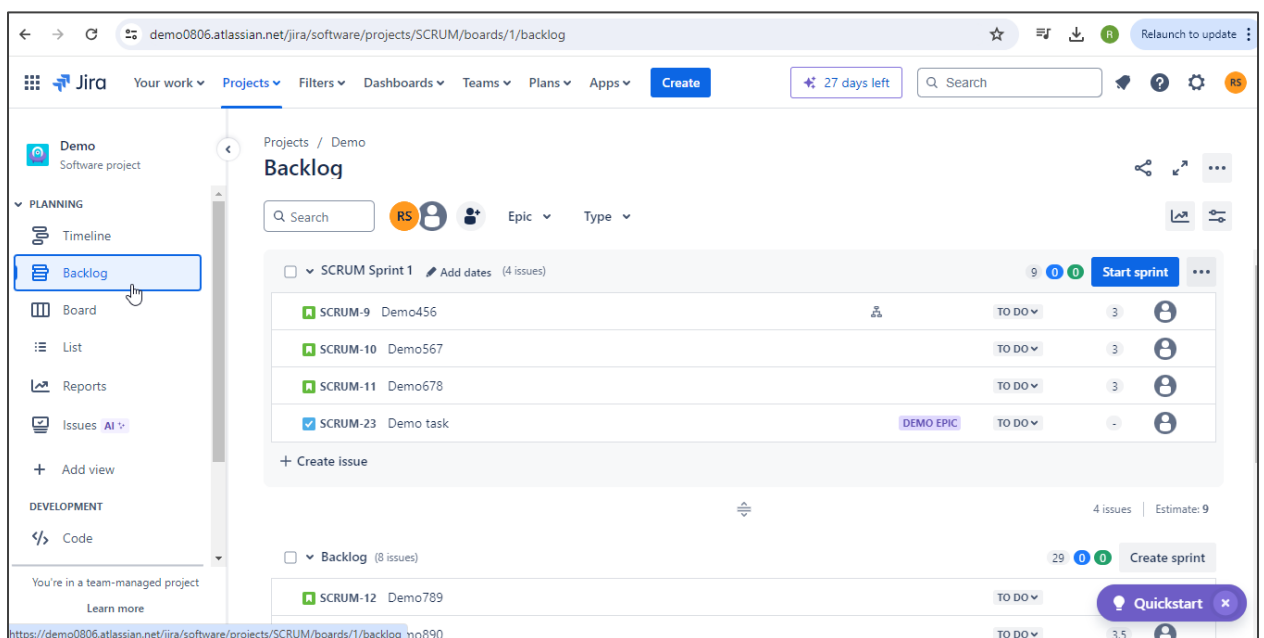 demo0806.atlassian.net/jira/software/projects/SCRUM/boards/1/backlog
R
Relaunch to update
Jira
Your work
Projects
Filters
Dashboards
Teams
Plans
Apps
Create
27 days left
Search
RS
Demo
Software project
Projects / Demo
Backlog
PLANNING
Timeline
Backlog
Board
List
Reports
Issues AI
Add view
DEVELOPMENT
Code
You're in a team-managed project
Learn more
Search
RS
Epic
Type
SCRUM Sprint 1 Add dates (4 issues) 9 0 0 Start sprint
SCRUM-9 Demo456 TO DO 3
SCRUM-10 Demo567 TO DO 3
SCRUM-11 Demo678 TO DO 3
SCRUM-23 Demo task DEMO EPIC TO DO -
+ Create issue
4 issues Estimate: 9
Backlog (8 issues) 29 0 0 Create sprint
SCRUM-12 Demo789 TO DO
Quickstart
https://demo0806.atlassian.net/jira/software/projects/SCRUM/boards/1/backlog mo890 TO DO 3.5